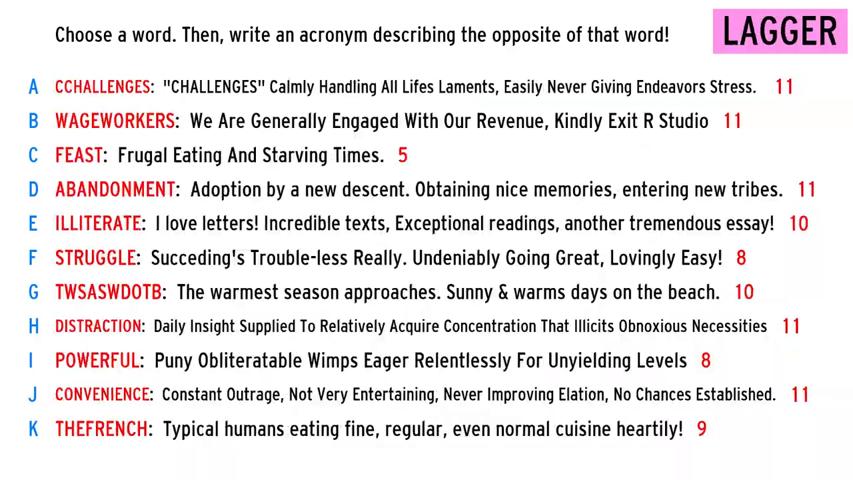 Choose a word. Then, write an acronym describing the opposite of that word!
LAGGER
A CCHALLENGES: "CHALLENGES" Calmly Handling All Lifes Laments, Easily Never Giving Endeavors Stress. 11
B WAGEWORKERS: We Are Generally Engaged With Our Revenue, Kindly Exit R Studio 11
C FEAST: Frugal Eating And Starving Times. 5
D ABANDONMENT: Adoption by a new descent. Obtaining nice memories, entering new tribes. 11
E ILLITERATE: I love letters! Incredible texts, Exceptional readings, another tremendous essay! 10
F STRUGGLE: Succeding's Trouble-less Really. Undeniably Going Great, Lovingly Easy! 8
G TWSASWDOTB: The warmest season approaches. Sunny & warms days on the beach. 10
H DISTRACTION: Daily Insight Supplied To Relatively Acquire Concentration That Illicits Obnoxious Necessities 11
I POWERFUL: Puny Obliteratable Wimps Eager Relentlessly For Unyielding Levels 8
J CONVENIENCE: Constant Outrage, Not Very Entertaining, Never Improving Elation, No Chances Established. 11
K THEFRENCH: Typical humans eating fine, regular, even normal cuisine heartily! 9